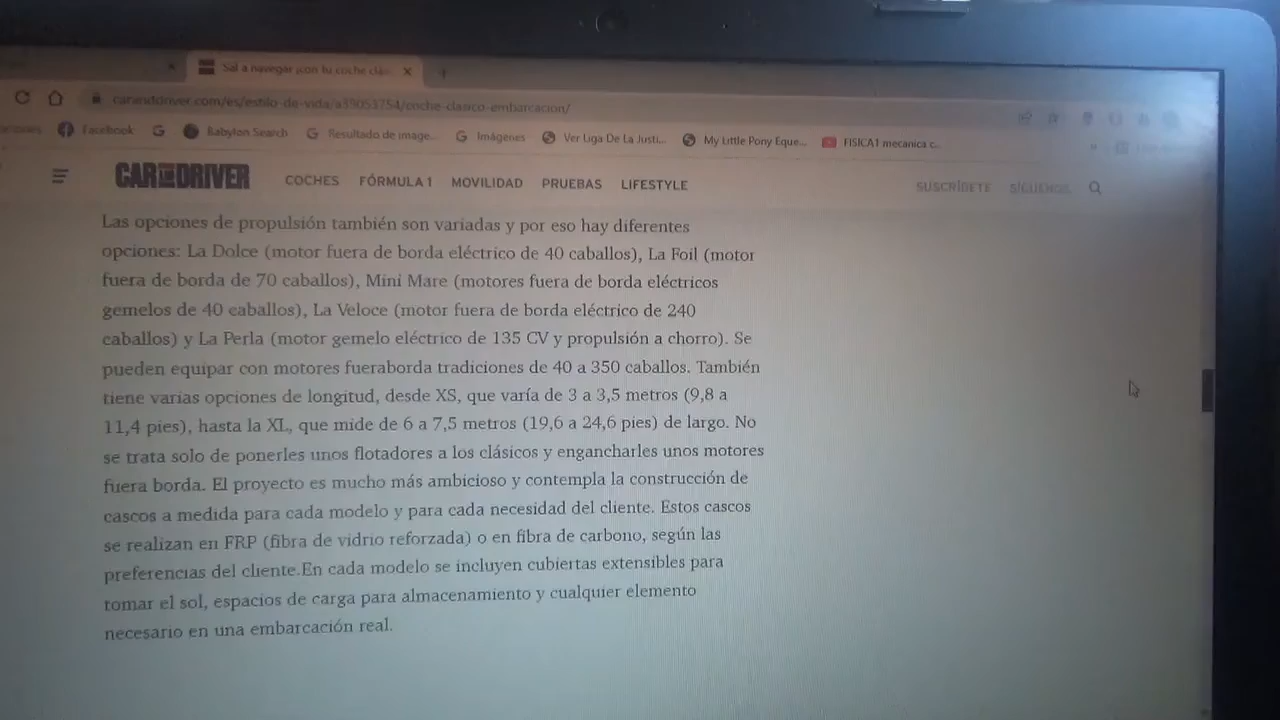 Sal a navegar ¡con tu coche clás
caranddriver.com/es/estilo-de-vida/a39053754/coche-clasico-embarcacion/
Facebook
Babylon Search
Resultado de image...
Imágenes
Ver Liga De La Justi...
My Little Pony Eque...
FISICA1 mecanica c...
CAR AND DRIVER
COCHES
FÓRMULA 1
MOVILIDAD
PRUEBAS
LIFESTYLE
SUSCRÍBETE
SÍGUENOS
Las opciones de propulsión también son variadas y por eso hay diferentes
opciones: La Dolce (motor fuera de borda eléctrico de 40 caballos), La Foil (motor
fuera de borda de 70 caballos), Mini Mare (motores fuera de borda eléctricos
gemelos de 40 caballos), La Veloce (motor fuera de borda eléctrico de 240
caballos) y La Perla (motor gemelo eléctrico de 135 CV y propulsión a chorro). Se
pueden equipar con motores fueraborda tradiciones de 40 a 350 caballos. También
tiene varias opciones de longitud, desde XS, que varía de 3 a 3,5 metros (9,8 a
11,4 pies), hasta la XL, que mide de 6 a 7,5 metros (19,6 a 24,6 pies) de largo. No
se trata solo de ponerles unos flotadores a los clásicos y engancharles unos motores
fuera borda. El proyecto es mucho más ambicioso y contempla la construcción de
cascos a medida para cada modelo y para cada necesidad del cliente. Estos cascos
se realizan en FRP (fibra de vidrio reforzada) o en fibra de carbono, según las
preferencias del cliente.En cada modelo se incluyen cubiertas extensibles para
tomar el sol, espacios de carga para almacenamiento y cualquier elemento
necesario en una embarcación real.